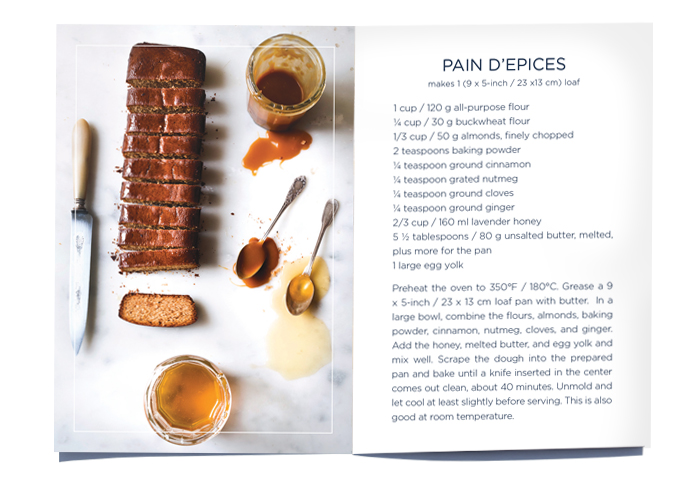 PAIN D'EPICES
makes 1 (9 x 5-inch / 23 x13 cm) loaf
1 cup / 120 g all-purpose flour
¼ cup / 30 g buckwheat flour
1/3 cup / 50 g almonds, finely chopped
2 teaspoons baking powder
¼ teaspoon ground cinnamon
¼ teaspoon grated nutmeg
¼ teaspoon ground cloves
¼ teaspoon ground ginger
2/3 cup / 160 ml lavender honey
5 ½ tablespoons / 80 g unsalted butter, melted,
plus more for the pan
1 large egg yolk
Preheat the oven to 350°F / 180°C. Grease a 9
x 5-inch / 23 x 13 cm loaf pan with butter. In a
large bowl, combine the flours, almonds, baking
powder, cinnamon, nutmeg, cloves, and ginger.
Add the honey, melted butter, and egg yolk and
mix well. Scrape the dough into the prepared
pan and bake until a knife inserted in the center
comes out clean, about 40 minutes. Unmold and
let cool at least slightly before serving. This is also
good at room temperature.